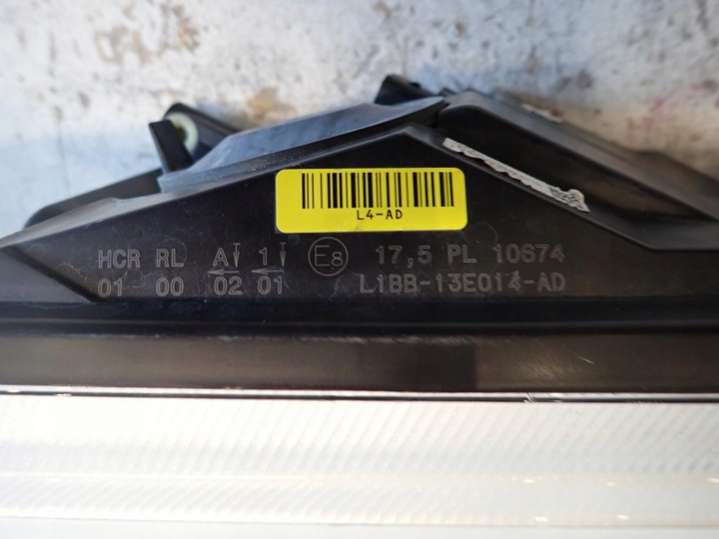 L4-AD
HCR RL A 1 E8 17,5 PL 10674
01 00 02 01 L1BB-13E014-AD